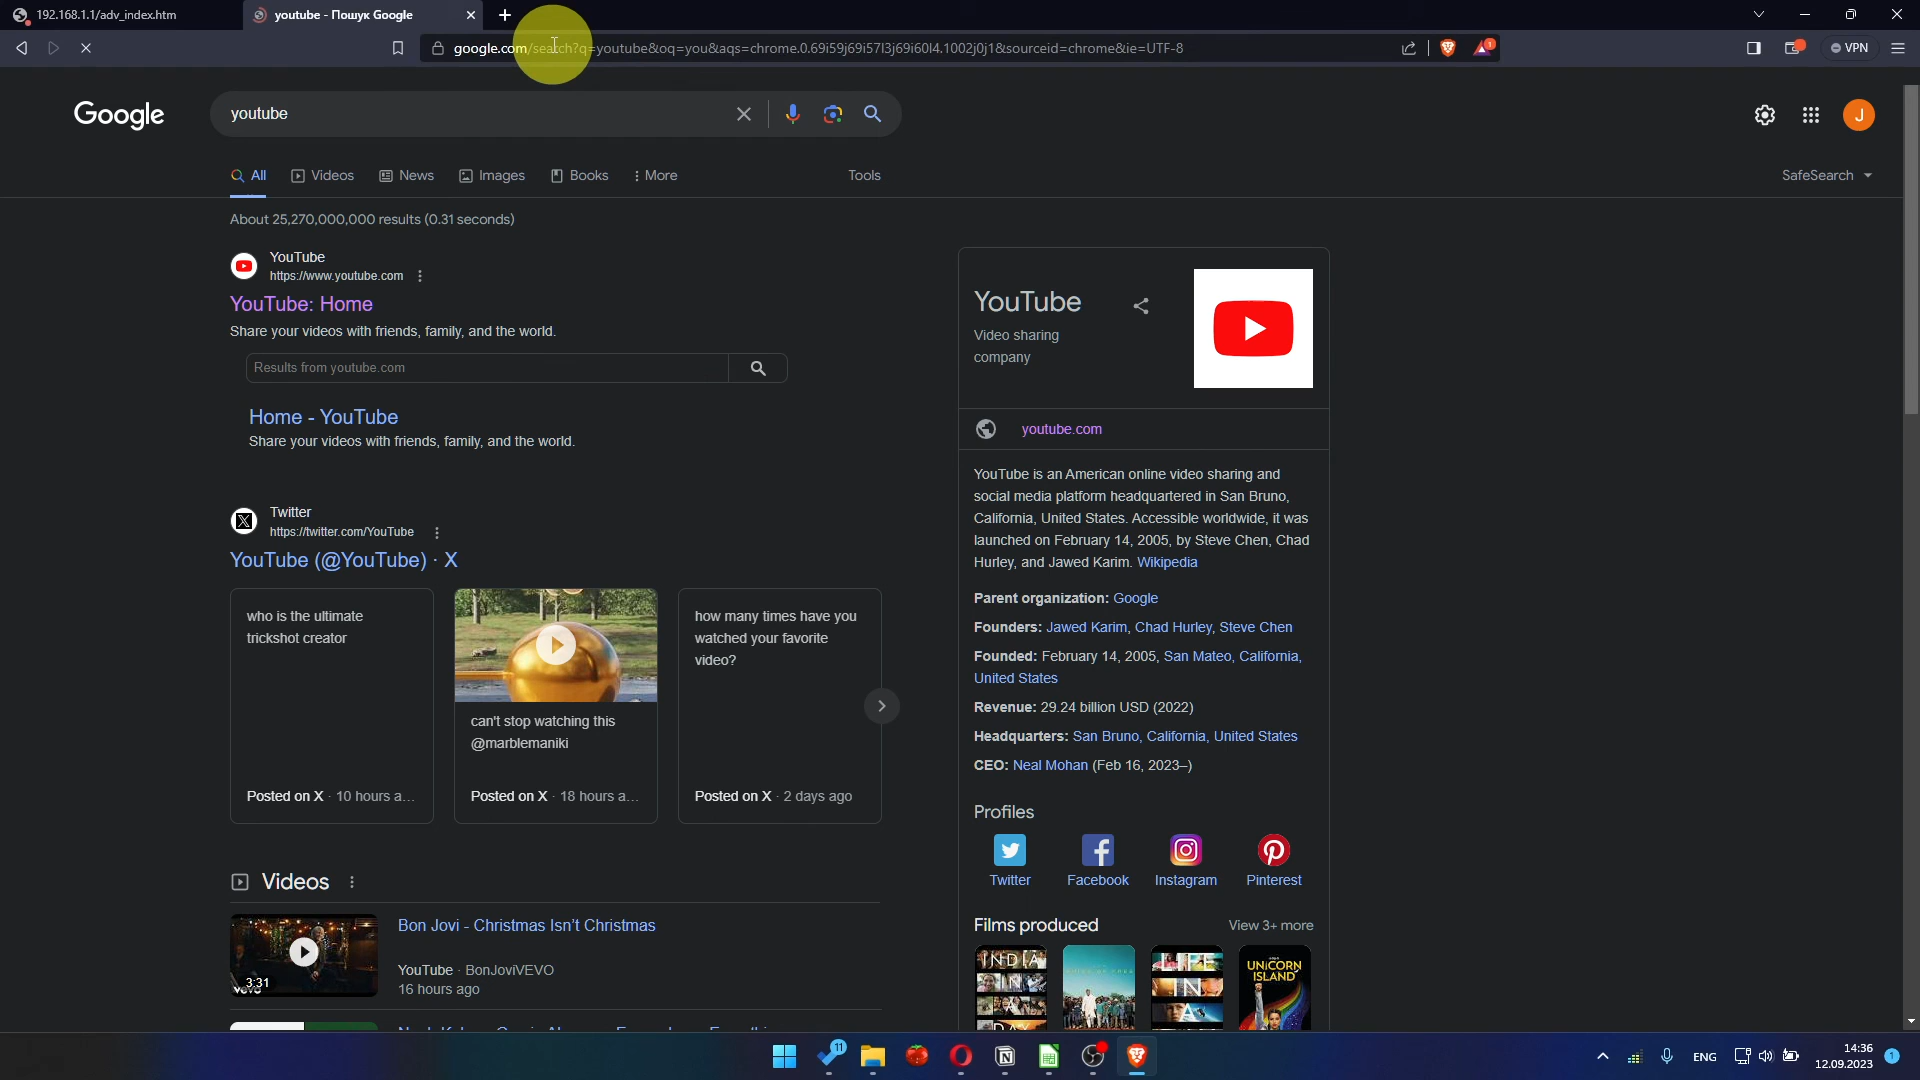 192.168.1.1/adv_index.htm
youtube - Пошук Google
google.com/search?q=youtube&oq=you&aqs=chrome.0.69i59j69i57l3j69i60l4.1002j0j1&sourceid=chrome&ie=UTF-8
1
VPN
Google
youtube
J
All
Videos
News
Images
Books
More
Tools
SafeSearch
About 25,270,000,000 results (0.31 seconds)
YouTube
https://www.youtube.com
YouTube: Home
Share your videos with friends, family, and the world.
Results from youtube.com
Home - YouTube
Share your videos with friends, family, and the world.
Twitter
https://twitter.com/YouTube
YouTube (@YouTube) · X
who is the ultimate
trickshot creator
Posted on X · 10 hours a...
can't stop watching this
@marblemaniki
Posted on X · 18 hours a...
how many times have you
watched your favorite
video?
Posted on X · 2 days ago
Videos
3:31
vevo
Bon Jovi - Christmas Isn't Christmas
YouTube · BonJoviVEVO
16 hours ago
YouTube
Video sharing
company
youtube.com
YouTube is an American online video sharing and
social media platform headquartered in San Bruno,
California, United States. Accessible worldwide, it was
launched on February 14, 2005, by Steve Chen, Chad
Hurley, and Jawed Karim. Wikipedia
Parent organization: Google
Founders: Jawed Karim, Chad Hurley, Steve Chen
Founded: February 14, 2005, San Mateo, California,
United States
Revenue: 29.24 billion USD (2022)
Headquarters: San Bruno, California, United States
CEO: Neal Mohan (Feb 16, 2023–)
Profiles
Twitter
Facebook
Instagram
Pinterest
Films produced
View 3+ more
INDIA
IN
A
DAY
LIFE
IN
A
UNICORN
ISLAND
11
ENG
14:36
12.09.2023
1